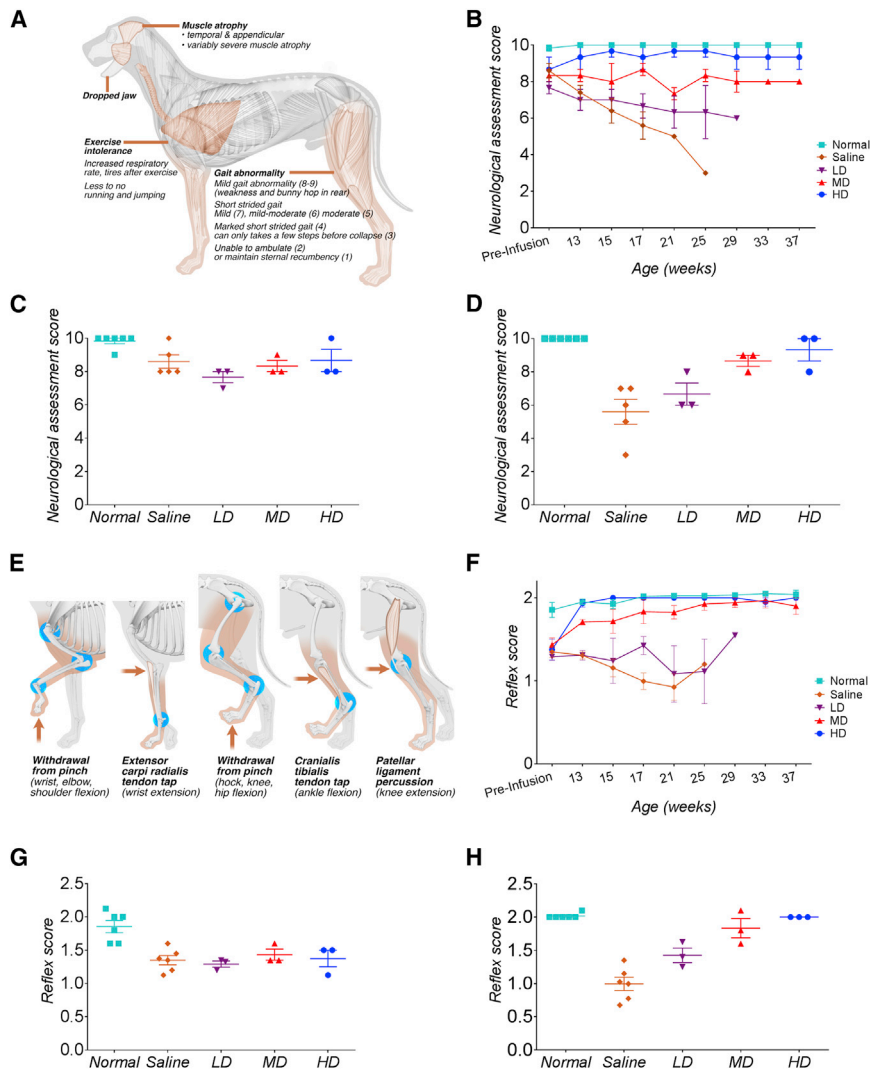 A
Muscle atrophy
• temporal & appendicular
• variably severe muscle atrophy
Dropped jaw
Exercise
intolerance
Increased respiratory
rate, tires after exercise
Less to no
running and jumping
Gait abnormality
Mild gait abnormality (8-9)
(weakness and bunny hop in rear)
Short strided gait
Mild (7), mild-moderate (6) moderate (5)
Marked short strided gait (4)
can only takes a few steps before collapse (3)
Unable to ambulate (2)
or maintain sternal recumbency (1)
B
Neurological assessment score
10
8
6
4
2
0
Pre-Infusion
13
15
17
21
25
29
33
37
Age (weeks)
Normal
Saline
LD
MD
HD
C
Neurological assessment score
10
8
6
4
2
0
Normal
Saline
LD
MD
HD
D
Neurological assessment score
10
8
6
4
2
0
Normal
Saline
LD
MD
HD
E
Withdrawal
from pinch
(wrist, elbow,
shoulder flexion)
Extensor
carpi radialis
tendon tap
(wrist extension)
Withdrawal
from pinch
(hock, knee,
hip flexion)
Cranialis
tibialis
tendon tap
(ankle flexion)
Patellar
ligament
percussion
(knee extension)
F
Reflex score
2
1
0
Pre-Infusion
13
15
17
21
25
29
33
37
Age (weeks)
Normal
Saline
LD
MD
HD
G
Reflex score
2.5
2.0
1.5
1.0
0.5
0.0
Normal
Saline
LD
MD
HD
H
Reflex score
2.5
2.0
1.5
1.0
0.5
0.0
Normal
Saline
LD
MD
HD